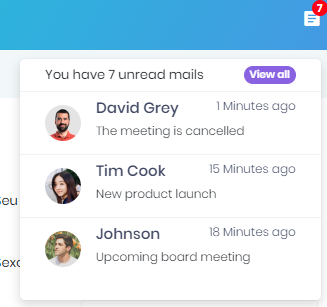 7
You have 7 unread mails View all
David Grey 1 Minutes ago
The meeting is cancelled
Tim Cook 15 Minutes ago
New product launch
Seu
Johnson 18 Minutes ago
Upcoming board meeting